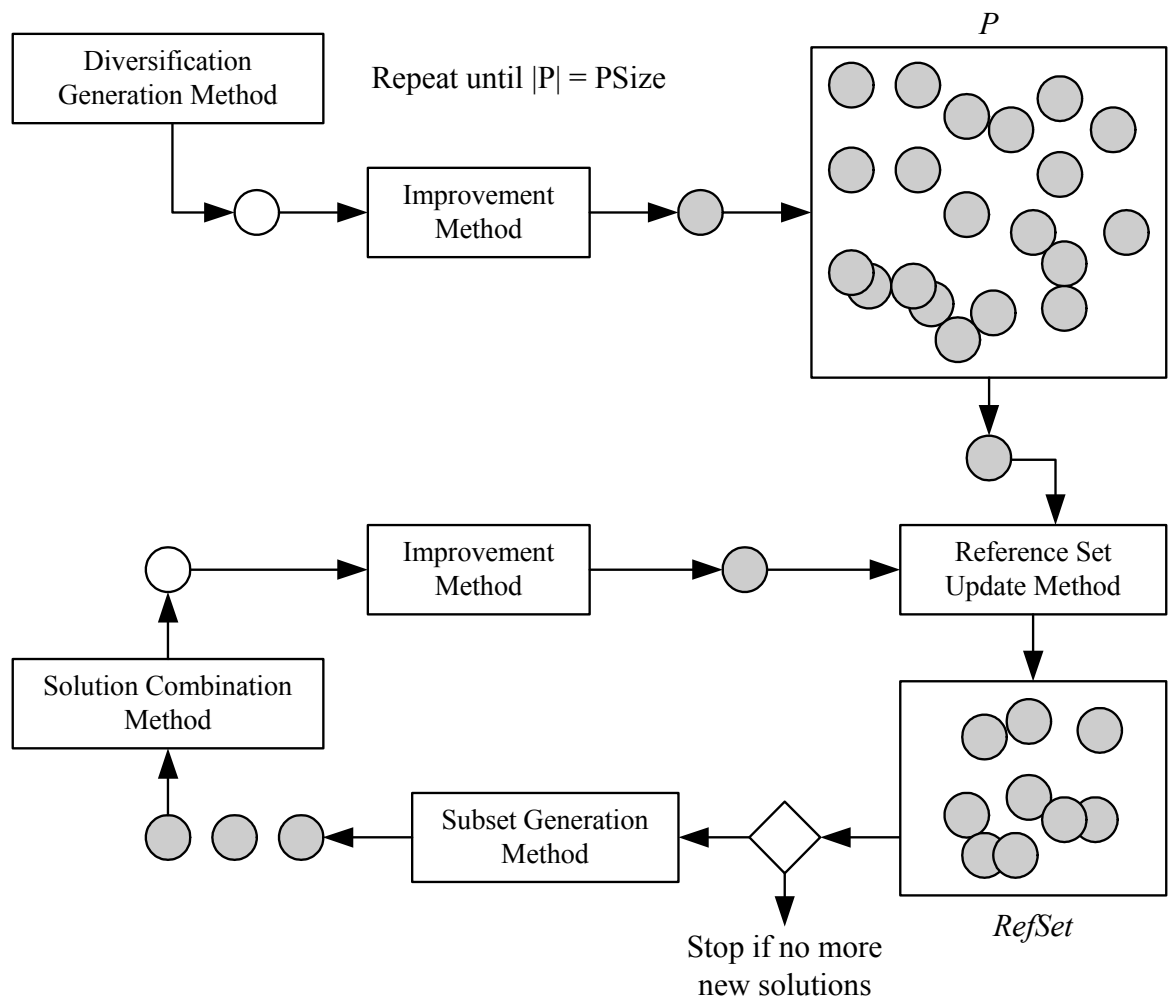 P
Diversification
Generation Method
Repeat until |P| = PSize
Improvement
Method
Improvement
Method
Reference Set
Update Method
Solution Combination
Method
Subset Generation
Method
RefSet
Stop if no more
new solutions